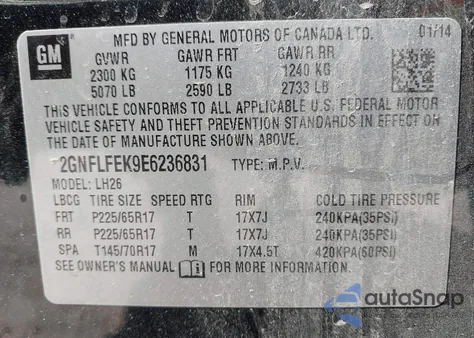 GM
MFD BY GENERAL MOTORS OF CANADA LTD. 01/14
GVWR GAWR FRT GAWR RR
2300 KG 1175 KG 1240 KG
5070 LB 2590 LB 2733 LB
THIS VEHICLE CONFORMS TO ALL APPLICABLE U.S. FEDERAL MOTOR
VEHICLE SAFETY AND THEFT PREVENTION STANDARDS IN EFFECT ON
THE DATE OF MANUFACTURE SHOWN ABOVE.
2GNFLFEK9E6236831 TYPE: M.P.V.
MODEL: LH26
LBCG TIRE SIZE SPEED RTG RIM COLD TIRE PRESSURE
FRT P225/65R17 T 17X7J 240KPA(35PSI)
RR P225/65R17 T 17X7J 240KPA(35PSI)
SPA T145/70R17 M 17X4.5T 420KPA(60PSI)
SEE OWNER'S MANUAL FOR MORE INFORMATION.
autoSnap